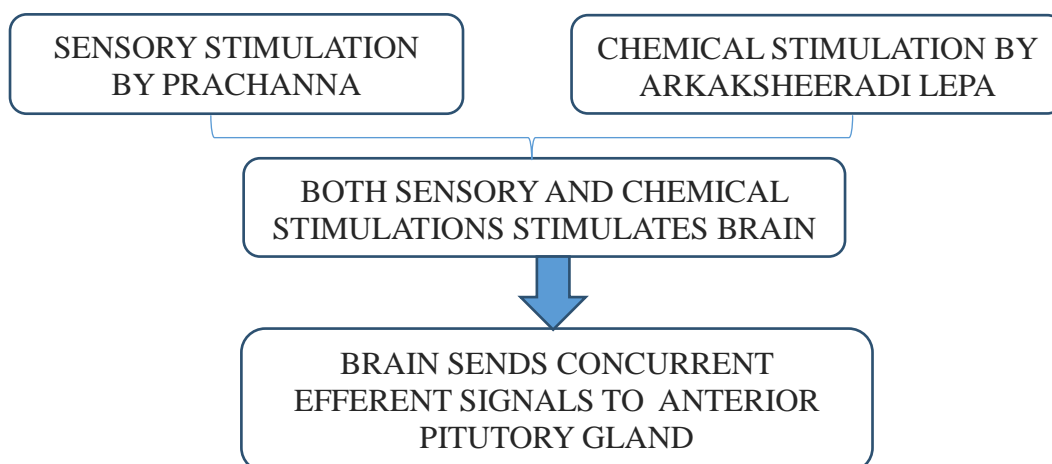 SENSORY STIMULATION
BY PRACHANNA
CHEMICAL STIMULATION BY
ARKAKSHEERADI LEPA
BOTH SENSORY AND CHEMICAL
STIMULATIONS STIMULATES BRAIN
BRAIN SENDS CONCURRENT
EFFERENT SIGNALS TO ANTERIOR
PITUTORY GLAND